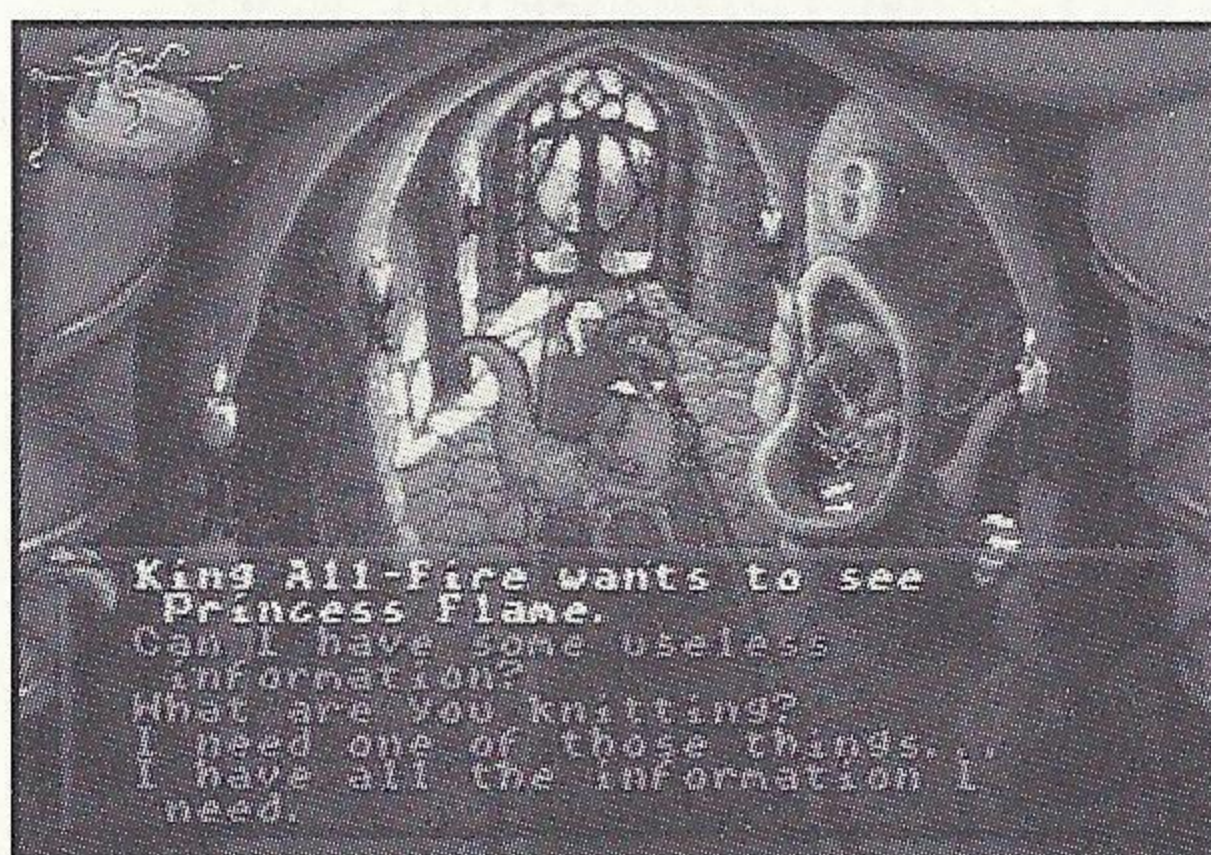 King All-Fire wants to see
Princess Flame.
Can I have some useless
information?
What are you knitting?
I need one of those things...
I have all the information I
need.